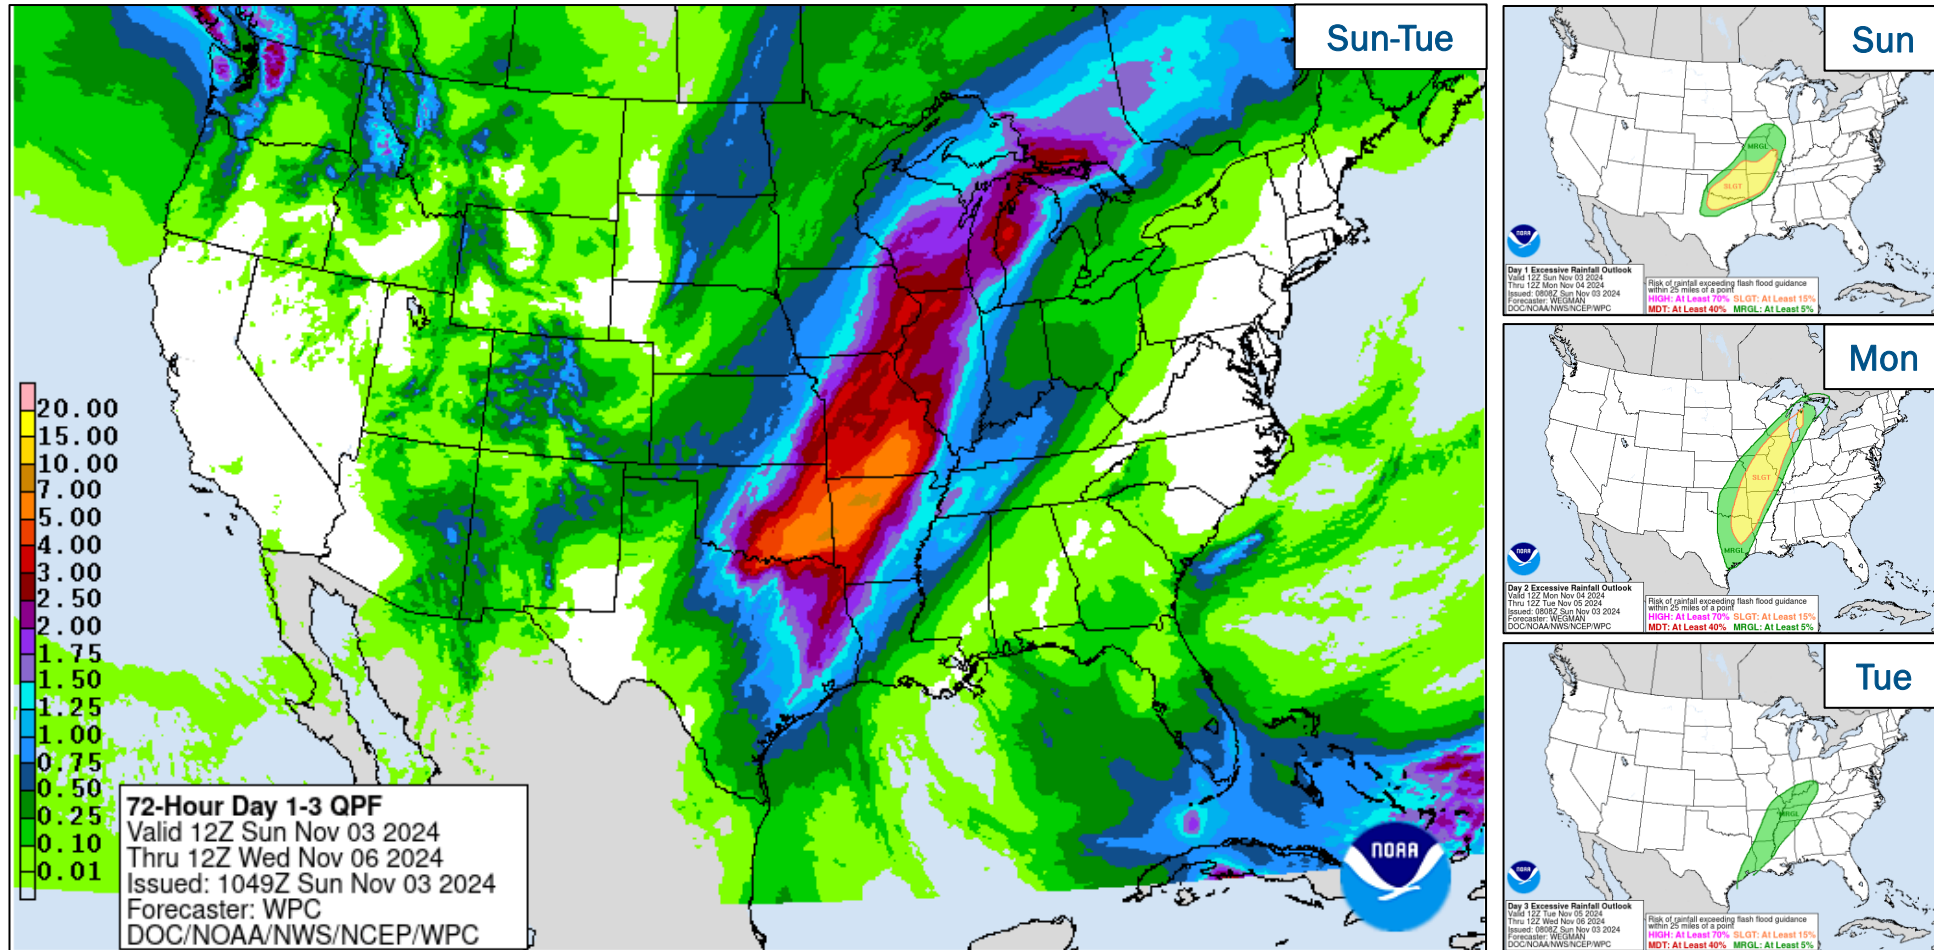 Sun-Tue
20.00
15.00
10.00
7.00
5.00
4.00
3.00
2.50
2.00
1.75
1.50
1.25
1.00
0.75
0.50
0.25
0.10
0.01
72-Hour Day 1-3 QPF
Valid 12Z Sun Nov 03 2024
Thru 12Z Wed Nov 06 2024
Issued: 1049Z Sun Nov 03 2024
Forecaster: WPC
DOC/NOAA/NWS/NCEP/WPC
NOAA
Sun
MRGL
SLGT
NOAA
Day 1 Excessive Rainfall Outlook
Valid 12Z Sun Nov 03 2024
Thru 12Z Mon Nov 04 2024
Issued: 0808Z Sun Nov 03 2024
Forecaster: WEGMAN
DOC/NOAA/NWS/NCEP/WPC
Risk of rainfall exceeding flash flood guidance
within 25 miles of a point
HIGH: At Least 70% SLGT: At Least 15%
MDT: At Least 40% MRGL: At Least 5%
Mon
SLGT
MRGL
NOAA
Day 2 Excessive Rainfall Outlook
Valid 12Z Mon Nov 04 2024
Thru 12Z Tue Nov 05 2024
Issued: 0808Z Sun Nov 03 2024
Forecaster: WEGMAN
DOC/NOAA/NWS/NCEP/WPC
Risk of rainfall exceeding flash flood guidance
within 25 miles of a point
HIGH: At Least 70% SLGT: At Least 15%
MDT: At Least 40% MRGL: At Least 5%
Tue
MRGL
NOAA
Day 3 Excessive Rainfall Outlook
Valid 12Z Tue Nov 05 2024
Thru 12Z Wed Nov 06 2024
Issued: 0808Z Sun Nov 03 2024
Forecaster: WEGMAN
DOC/NOAA/NWS/NCEP/WPC
Risk of rainfall exceeding flash flood guidance
within 25 miles of a point
HIGH: At Least 70% SLGT: At Least 15%
MDT: At Least 40% MRGL: At Least 5%